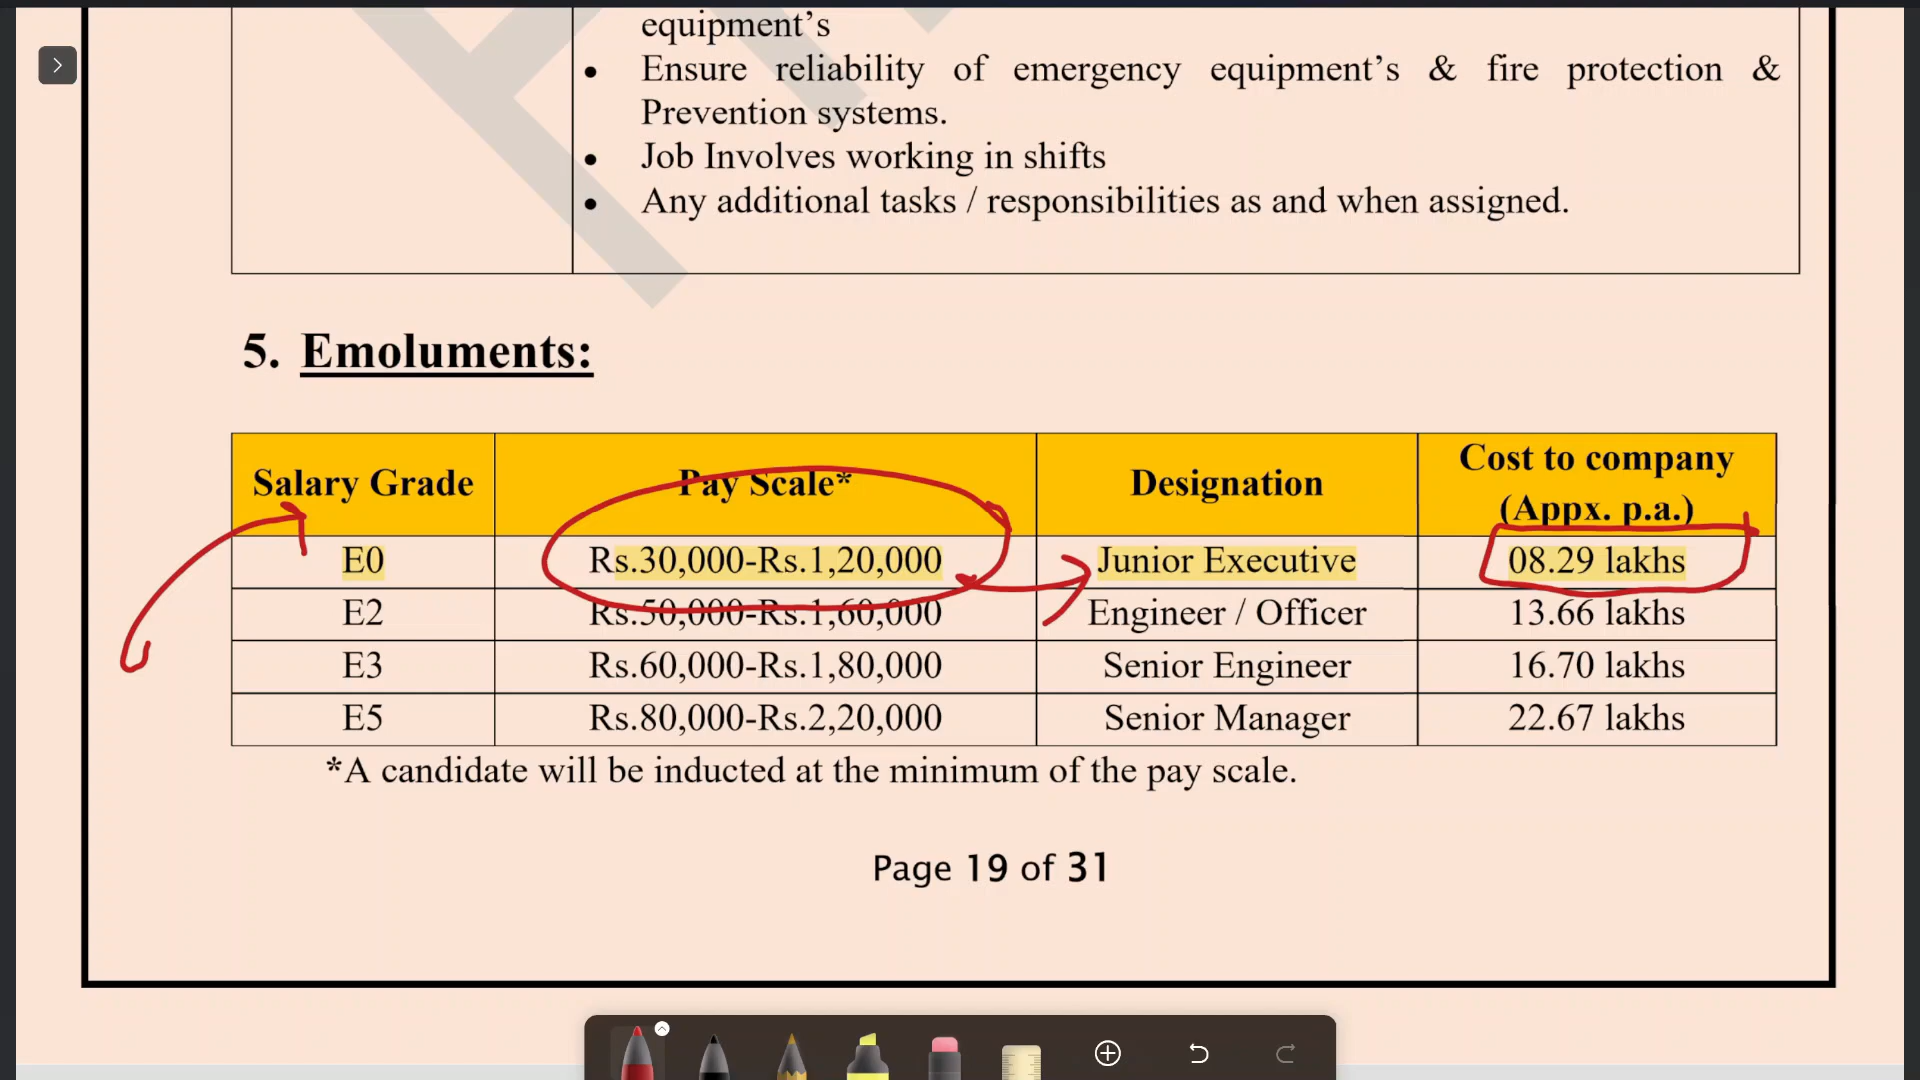 equipment’s
• Ensure reliability of emergency equipment’s & fire protection &
Prevention systems.
• Job Involves working in shifts
• Any additional tasks / responsibilities as and when assigned.
5. Emoluments:
Salary Grade Pay Scale* Designation Cost to company
(Appx. p.a.)
E0 Rs.30,000-Rs.1,20,000 Junior Executive 08.29 lakhs
E2 Rs.50,000-Rs.1,60,000 Engineer / Officer 13.66 lakhs
E3 Rs.60,000-Rs.1,80,000 Senior Engineer 16.70 lakhs
E5 Rs.80,000-Rs.2,20,000 Senior Manager 22.67 lakhs
*A candidate will be inducted at the minimum of the pay scale.
Page 19 of 31